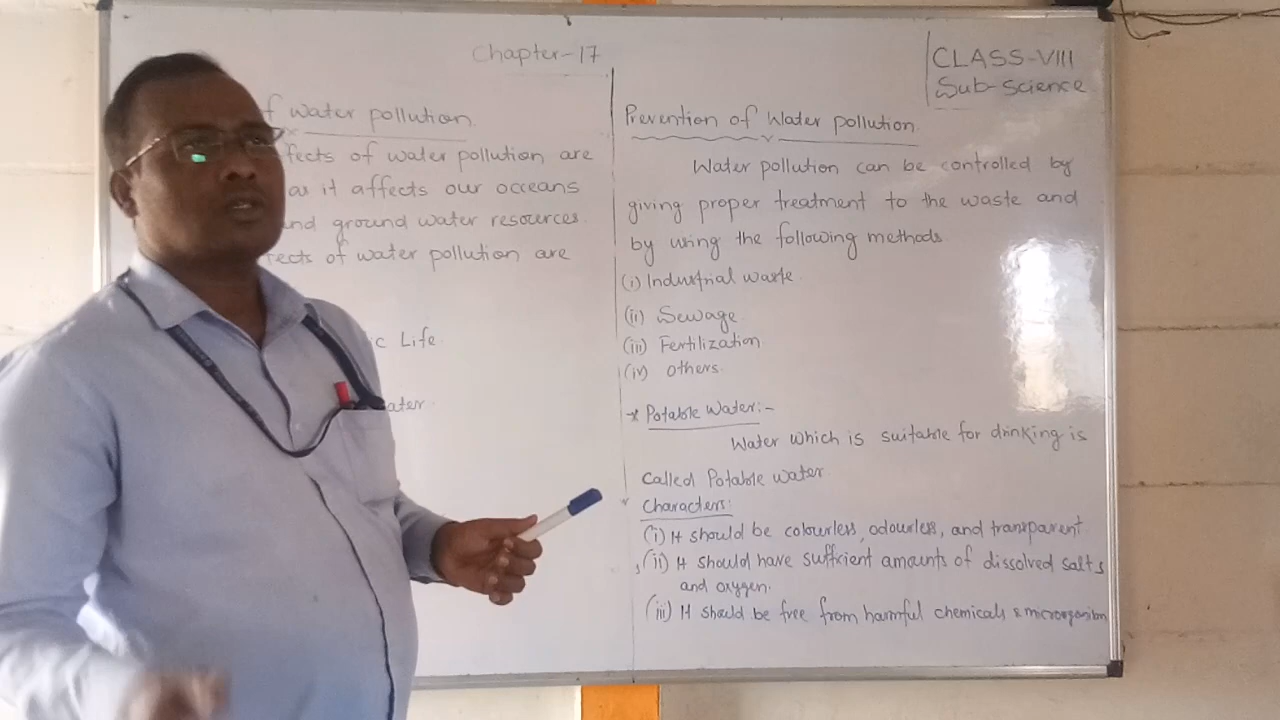 Chapter-17
CLASS-VIII
Sub-science
f water pollution.
fects of water pollution are
as it affects our occeans
and ground water resources.
fects of water pollution are
c Life.
ater.
Prevention of Water pollution.
Water pollution can be controlled by
giving proper treatment to the waste and
by using the following methods
(i) Industrial waste.
(ii) Sewage
(iii) Fertilization.
(iv) Others.
* Potable Water:-
Water which is suitable for drinking is
Called Potable water
Characters:
(i) It should be colourless, odourless, and transparent.
(ii) It should have sufficient amounts of dissolved salts
and oxygen.
(iii) It should be free from harmful chemicals &